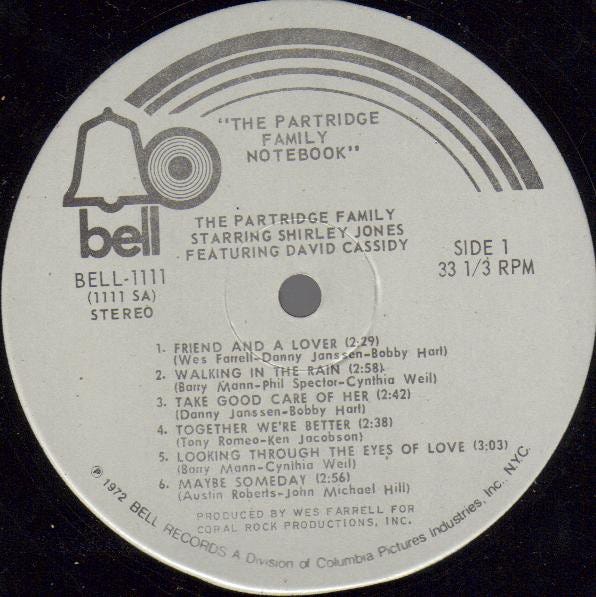 "THE PARTRIDGE
FAMILY
NOTEBOOK"
bell
THE PARTRIDGE FAMILY
STARRING SHIRLEY JONES
FEATURING DAVID CASSIDY
BELL-1111
(1111 SA)
STEREO
SIDE 1
33 1/3 RPM
1. FRIEND AND A LOVER (2:29)
(Wes Farrell-Danny Janssen-Bobby Hart)
2. WALKING IN THE RAIN (2:58)
(Barry Mann-Phil Spector-Cynthia Weil)
3. TAKE GOOD CARE OF HER (2:42)
(Danny Janssen-Bobby Hart)
4. TOGETHER WE'RE BETTER (2:38)
(Tony Romeo-Ken Jacobson)
5. LOOKING THROUGH THE EYES OF LOVE (3:03)
(Barry Mann-Cynthia Weil)
6. MAYBE SOMEDAY (2:56)
(Austin Roberts-John Michael Hill)
PRODUCED BY WES FARRELL FOR
CORAL ROCK PRODUCTIONS, INC.
℗ 1972 BELL RECORDS A Division of Columbia Pictures Industries, Inc., N.Y.C.